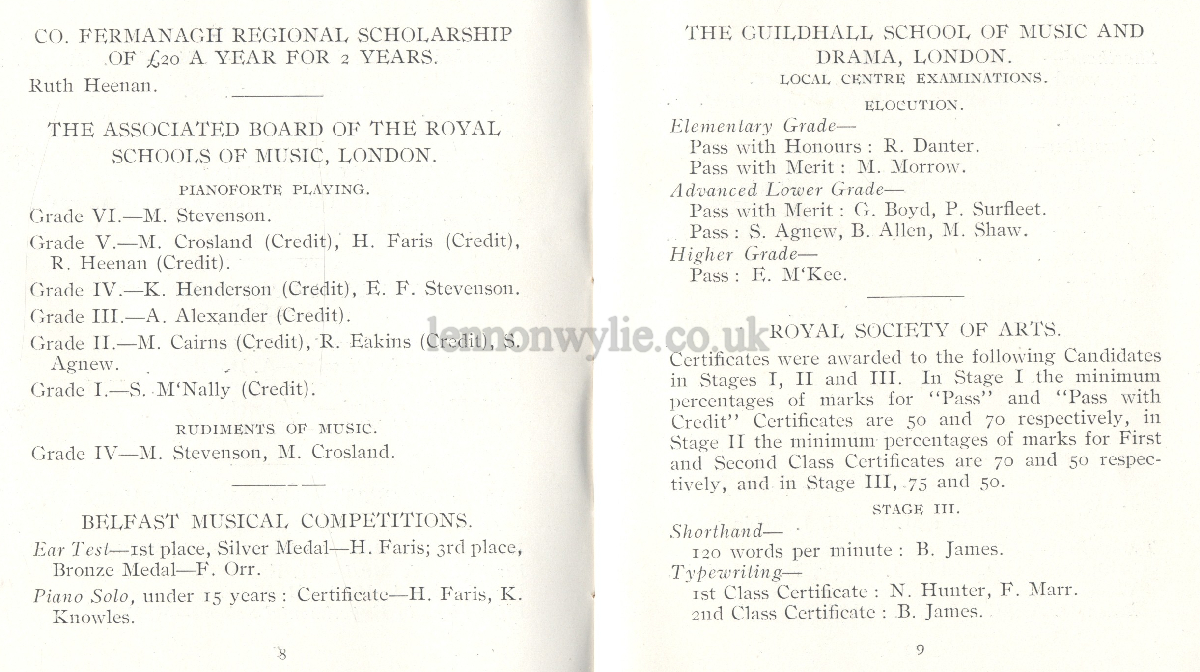 CO. FERMANAGH REGIONAL SCHOLARSHIP
OF £20 A YEAR FOR 2 YEARS.
Ruth Heenan.
THE ASSOCIATED BOARD OF THE ROYAL
SCHOOLS OF MUSIC, LONDON.
PIANOFORTE PLAYING.
Grade VI.—M. Stevenson.
Grade V.—M. Crosland (Credit), H. Faris (Credit),
R. Heenan (Credit).
Grade IV.—K. Henderson (Credit), E. F. Stevenson.
Grade III.—A. Alexander (Credit).
Grade II.—M. Cairns (Credit), R. Eakins (Credit), S.
Agnew.
Grade I.—S. M‘Nally (Credit).
RUDIMENTS OF MUSIC.
Grade IV—M. Stevenson, M. Crosland.
BELFAST MUSICAL COMPETITIONS.
Ear Test—1st place, Silver Medal—H. Faris; 3rd place,
Bronze Medal—F. Orr.
Piano Solo, under 15 years : Certificate—H. Faris, K.
Knowles.
8
THE GUILDHALL SCHOOL OF MUSIC AND
DRAMA, LONDON.
LOCAL CENTRE EXAMINATIONS.
ELOCUTION.
Elementary Grade—
Pass with Honours : R. Danter.
Pass with Merit : M. Morrow.
Advanced Lower Grade—
Pass with Merit : G. Boyd, P. Surfleet.
Pass : S. Agnew, B. Allen, M. Shaw.
Higher Grade—
Pass : E. M‘Kee.
ROYAL SOCIETY OF ARTS.
Certificates were awarded to the following Candidates
in Stages I, II and III. In Stage I the minimum
percentages of marks for “Pass” and “Pass with
Credit” Certificates are 50 and 70 respectively, in
Stage II the minimum percentages of marks for First
and Second Class Certificates are 70 and 50 respec-
tively, and in Stage III, 75 and 50.
STAGE III.
Shorthand—
120 words per minute : B. James.
Typewriting—
1st Class Certificate : N. Hunter, F. Marr.
2nd Class Certificate : B. James.
9
lennonwylie.co.uk